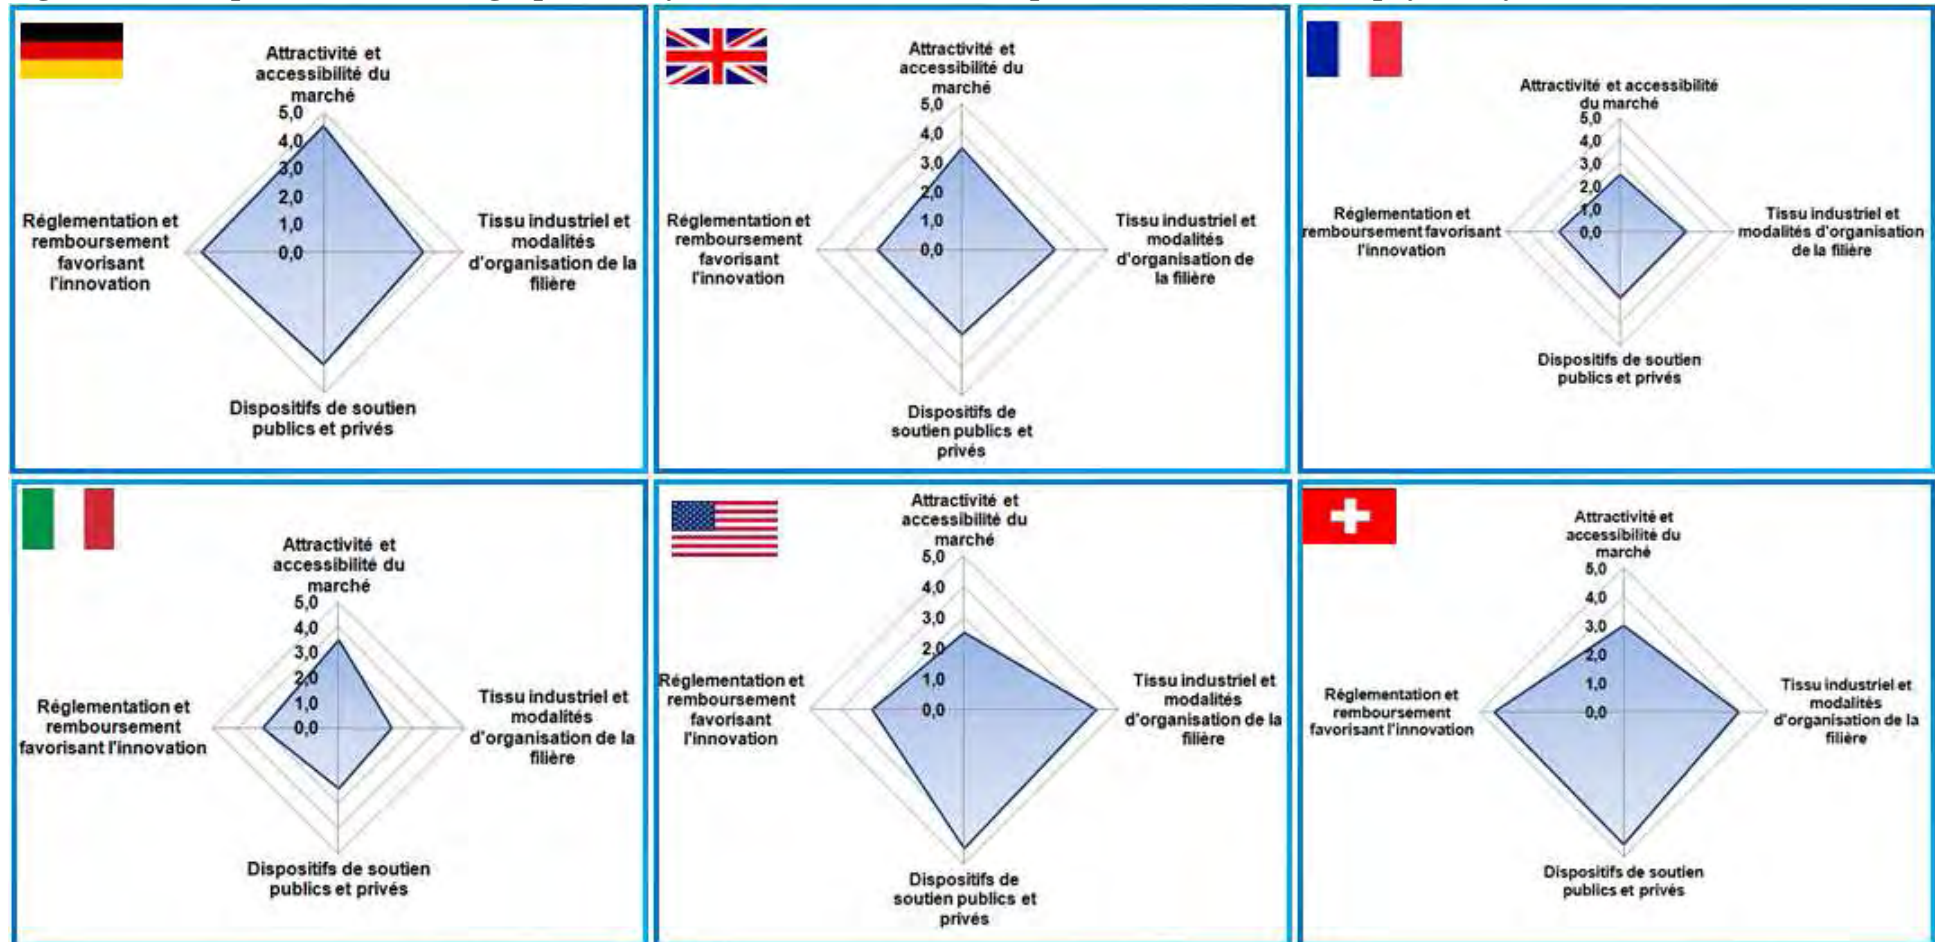 Attractivité et
accessibilité du
marché
5,0
4,0
3,0
2,0
1,0
0,0
Réglementation et
remboursement
favorisant
l'innovation
Tissu industriel et
modalités
d'organisation de la
filière
Dispositifs de soutien
publics et privés
Attractivité et
accessibilité du
marché
5,0
4,0
3,0
2,0
1,0
0,0
Réglementation et
remboursement
favorisant
l'innovation
Tissu industriel et
modalités
d'organisation de
la filière
Dispositifs de
soutien publics et
privés
Attractivité et accessibilité
du marché
5,0
4,0
3,0
2,0
1,0
0,0
Réglementation et
remboursement favorisant
l'innovation
Tissu industriel et
modalités d'organisation
de la filière
Dispositifs de soutien
publics et privés
Attractivité et
accessibilité du
marché
5,0
4,0
3,0
2,0
1,0
0,0
Réglementation et
remboursement
favorisant l'innovation
Tissu industriel et
modalités
d'organisation de la
filière
Dispositifs de soutien
publics et privés
Attractivité et
accessibilité du
marché
5,0
4,0
3,0
2,0
1,0
0,0
Réglementation et
remboursement
favorisant
l'innovation
Tissu industriel et
modalités
d'organisation de la
filière
Dispositifs de
soutien publics et
privés
Attractivité et
accessibilité du
marché
5,0
4,0
3,0
2,0
1,0
0,0
Réglementation et
remboursement
favorisant l'innovation
Tissu industriel et
modalités
d'organisation de la
filière
Dispositifs de soutien
publics et privés